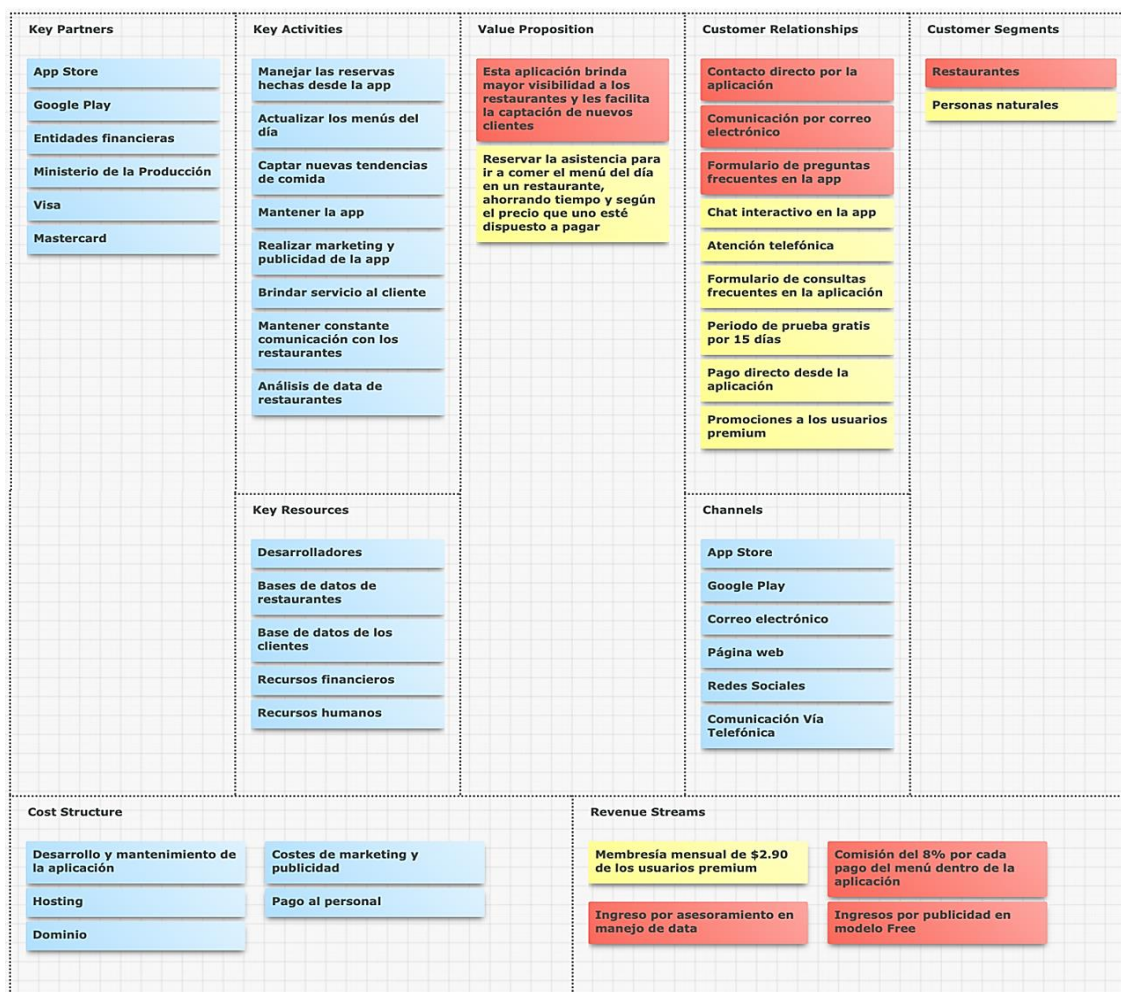 Key Partners
App Store
Google Play
Entidades financieras
Ministerio de la Producción
Visa
Mastercard
Key Activities
Manejar las reservas
hechas desde la app
Actualizar los menús del
día
Captar nuevas tendencias
de comida
Mantener la app
Realizar marketing y
publicidad de la app
Brindar servicio al cliente
Mantener constante
comunicación con los
restaurantes
Análisis de data de
restaurantes
Key Resources
Desarrolladores
Bases de datos de
restaurantes
Base de datos de los
clientes
Recursos financieros
Recursos humanos
Value Proposition
Esta aplicación brinda
mayor visibilidad a los
restaurantes y les facilita
la captación de nuevos
clientes
Reservar la asistencia para
ir a comer el menú del día
en un restaurante,
ahorrando tiempo y según
el precio que uno esté
dispuesto a pagar
Customer Relationships
Contacto directo por la
aplicación
Comunicación por correo
electrónico
Formulario de preguntas
frecuentes en la app
Chat interactivo en la app
Atención telefónica
Formulario de consultas
frecuentes en la aplicación
Periodo de prueba gratis
por 15 días
Pago directo desde la
aplicación
Promociones a los usuarios
premium
Channels
App Store
Google Play
Correo electrónico
Página web
Redes Sociales
Comunicación Vía
Telefónica
Customer Segments
Restaurantes
Personas naturales
Cost Structure
Desarrollo y mantenimiento de
la aplicación
Hosting
Dominio
Costes de marketing y
publicidad
Pago al personal
Revenue Streams
Membresía mensual de $2.90
de los usuarios premium
Ingreso por asesoramiento en
manejo de data
Comisión del 8% por cada
pago del menú dentro de la
aplicación
Ingresos por publicidad en
modelo Free